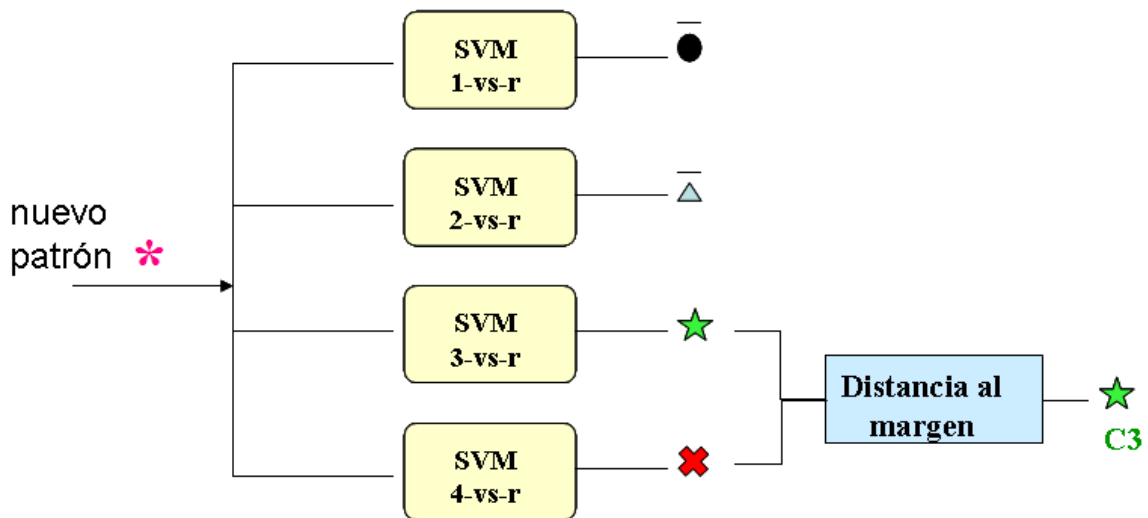 SVM
1-vs-r
SVM
2-vs-r
nuevo
patrón *
SVM
3-vs-r
SVM
4-vs-r
Distancia al
margen
C3